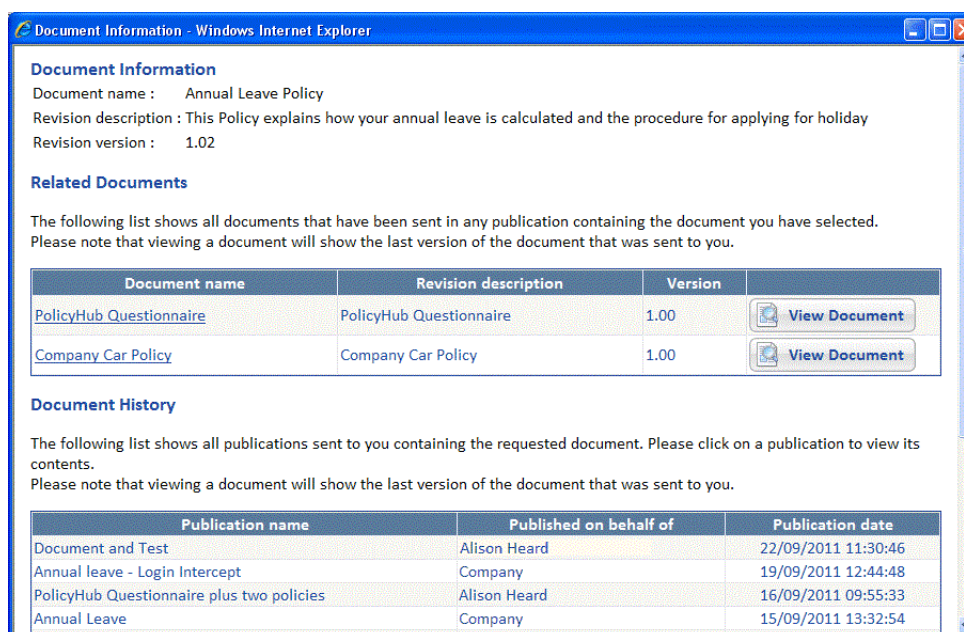 Document Information - Windows Internet Explorer
Document Information
Document name : Annual Leave Policy
Revision description : This Policy explains how your annual leave is calculated and the procedure for applying for holiday
Revision version : 1.02
Related Documents
The following list shows all documents that have been sent in any publication containing the document you have selected.
Please note that viewing a document will show the last version of the document that was sent to you.
Document name Revision description Version
PolicyHub Questionnaire PolicyHub Questionnaire 1.00 View Document
Company Car Policy Company Car Policy 1.00 View Document
Document History
The following list shows all publications sent to you containing the requested document. Please click on a publication to view its
contents.
Please note that viewing a document will show the last version of the document that was sent to you.
Publication name Published on behalf of Publication date
Document and Test Alison Heard 22/09/2011 11:30:46
Annual leave - Login Intercept Company 19/09/2011 12:44:48
PolicyHub Questionnaire plus two policies Alison Heard 16/09/2011 09:55:33
Annual Leave Company 15/09/2011 13:32:54